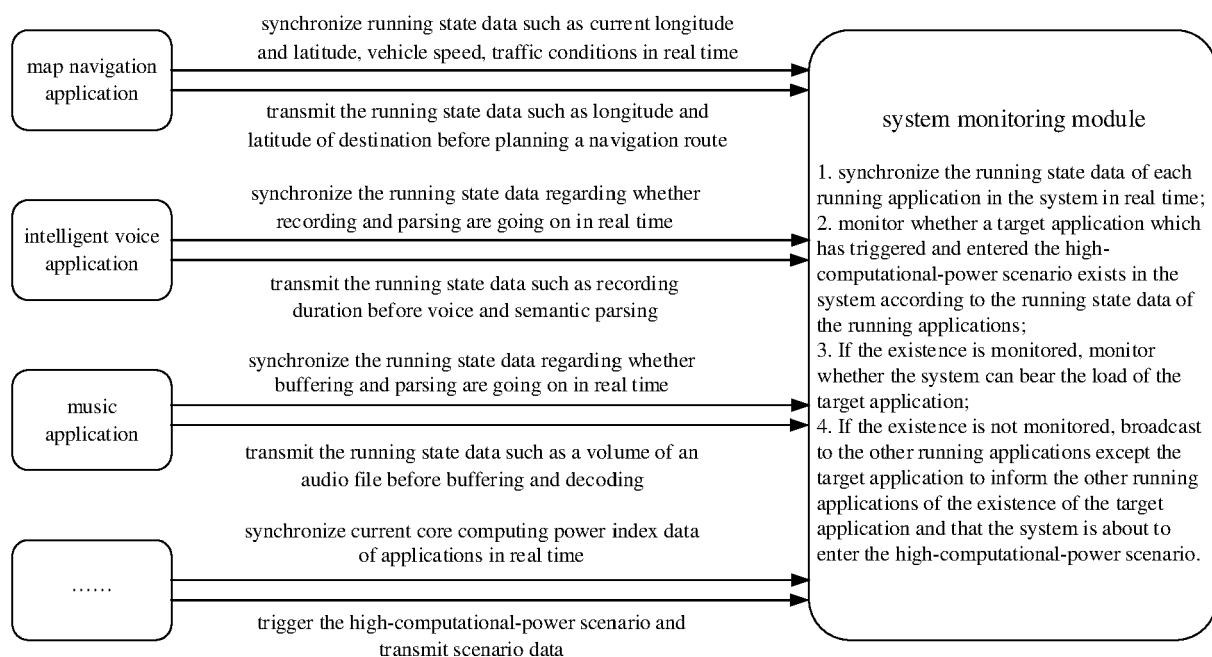 synchronize running state data such as current longitude
and latitude, vehicle speed, traffic conditions in real time
map navigation
application
transmit the running state data such as longitude and
latitude of destination before planning a navigation route
synchronize the running state data regarding whether
recording and parsing are going on in real time
intelligent voice
application
transmit the running state data such as recording
duration before voice and semantic parsing
synchronize the running state data regarding whether
buffering and parsing are going on in real time
music
application
transmit the running state data such as a volume of an
audio file before buffering and decoding
synchronize current core computing power index data
of applications in real time
......
trigger the high-computational-power scenario and
transmit scenario data
system monitoring module
1. synchronize the running state data of each
running application in the system in real time;
2. monitor whether a target application which
has triggered and entered the high-
computational-power scenario exists in the
system according to the running state data of
the running applications;
3. If the existence is monitored, monitor
whether the system can bear the load of the
target application;
4. If the existence is not monitored, broadcast
to the other running applications except the
target application to inform the other running
applications of the existence of the target
application and that the system is about to
enter the high-computational-power scenario.